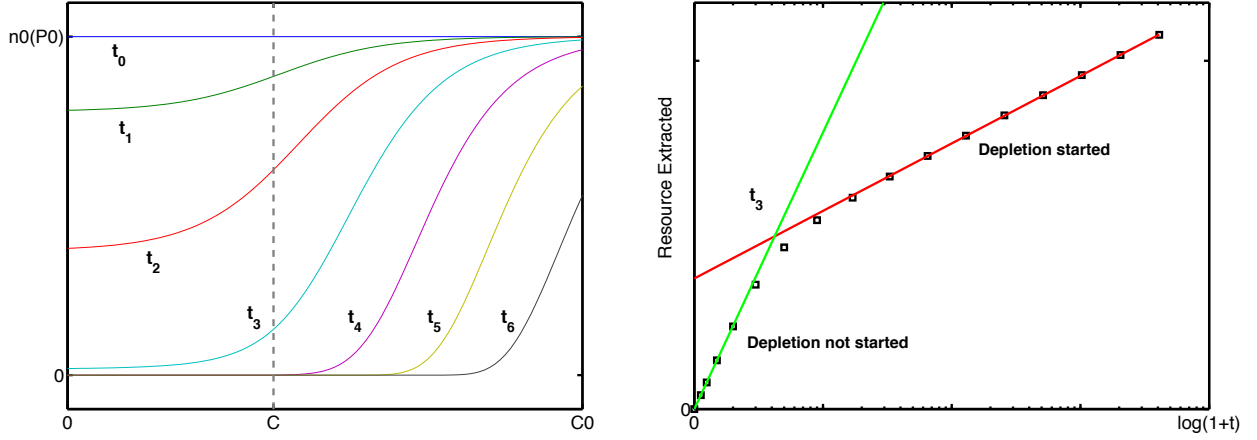 n0(P0)
t0
t1
t2
t3
t4
t5
t6
0
0
C
C0
Resource Extracted
t3
Depletion started
Depletion not started
0
0
log(1+t)